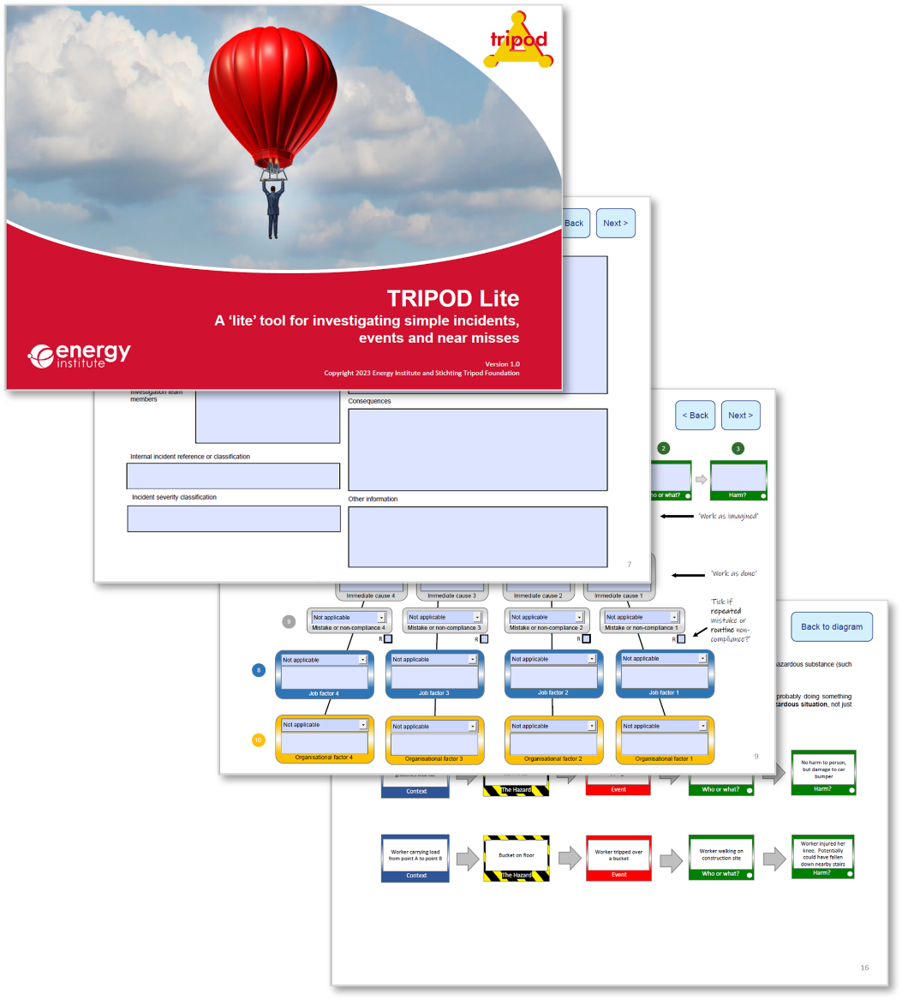 tripod
TRIPOD Lite
A ‘lite’ tool for investigating simple incidents,
events and near misses
energy
institute
Version 1.0
Copyright 2023 Energy Institute and Stichting Tripod Foundation
Back
Next >
Investigation team
members
Consequences
Internal incident reference or classification
Incident severity classification
Other information
7
< Back
Next >
2
3
ho or what?
Harm?
‘Work as imagined’
‘Work as done’
Immediate cause 4
Immediate cause 3
Immediate cause 2
Immediate cause 1
‘Tick if
repeated
mistake or
routine non-
compliance?’
9
Not applicable
Not applicable
Not applicable
Not applicable
Mistake or non-compliance 4
Mistake or non-compliance 3
Mistake or non-compliance 2
Mistake or non-compliance 1
R
R
R
R
8
Not applicable
Not applicable
Not applicable
Not applicable
Job factor 4
Job factor 3
Job factor 2
Job factor 1
10
Not applicable
Not applicable
Not applicable
Not applicable
Organisational factor 4
Organisational factor 3
Organisational factor 2
Organisational factor 1
9
Back to diagram
hazardous substance (such
probably doing something
zardous situation, not just
Context
The Hazard
Event
Who or what?
No harm to person,
but damage to car
bumper
Harm?
Worker carrying load
from point A to point B
Context
Bucket on floor
The Hazard
Worker tripped over
a bucket
Event
Worker walking on
construction site
Who or what?
Worker injured her
knee. Potentially
could have fallen
down nearby stairs
Harm?
16